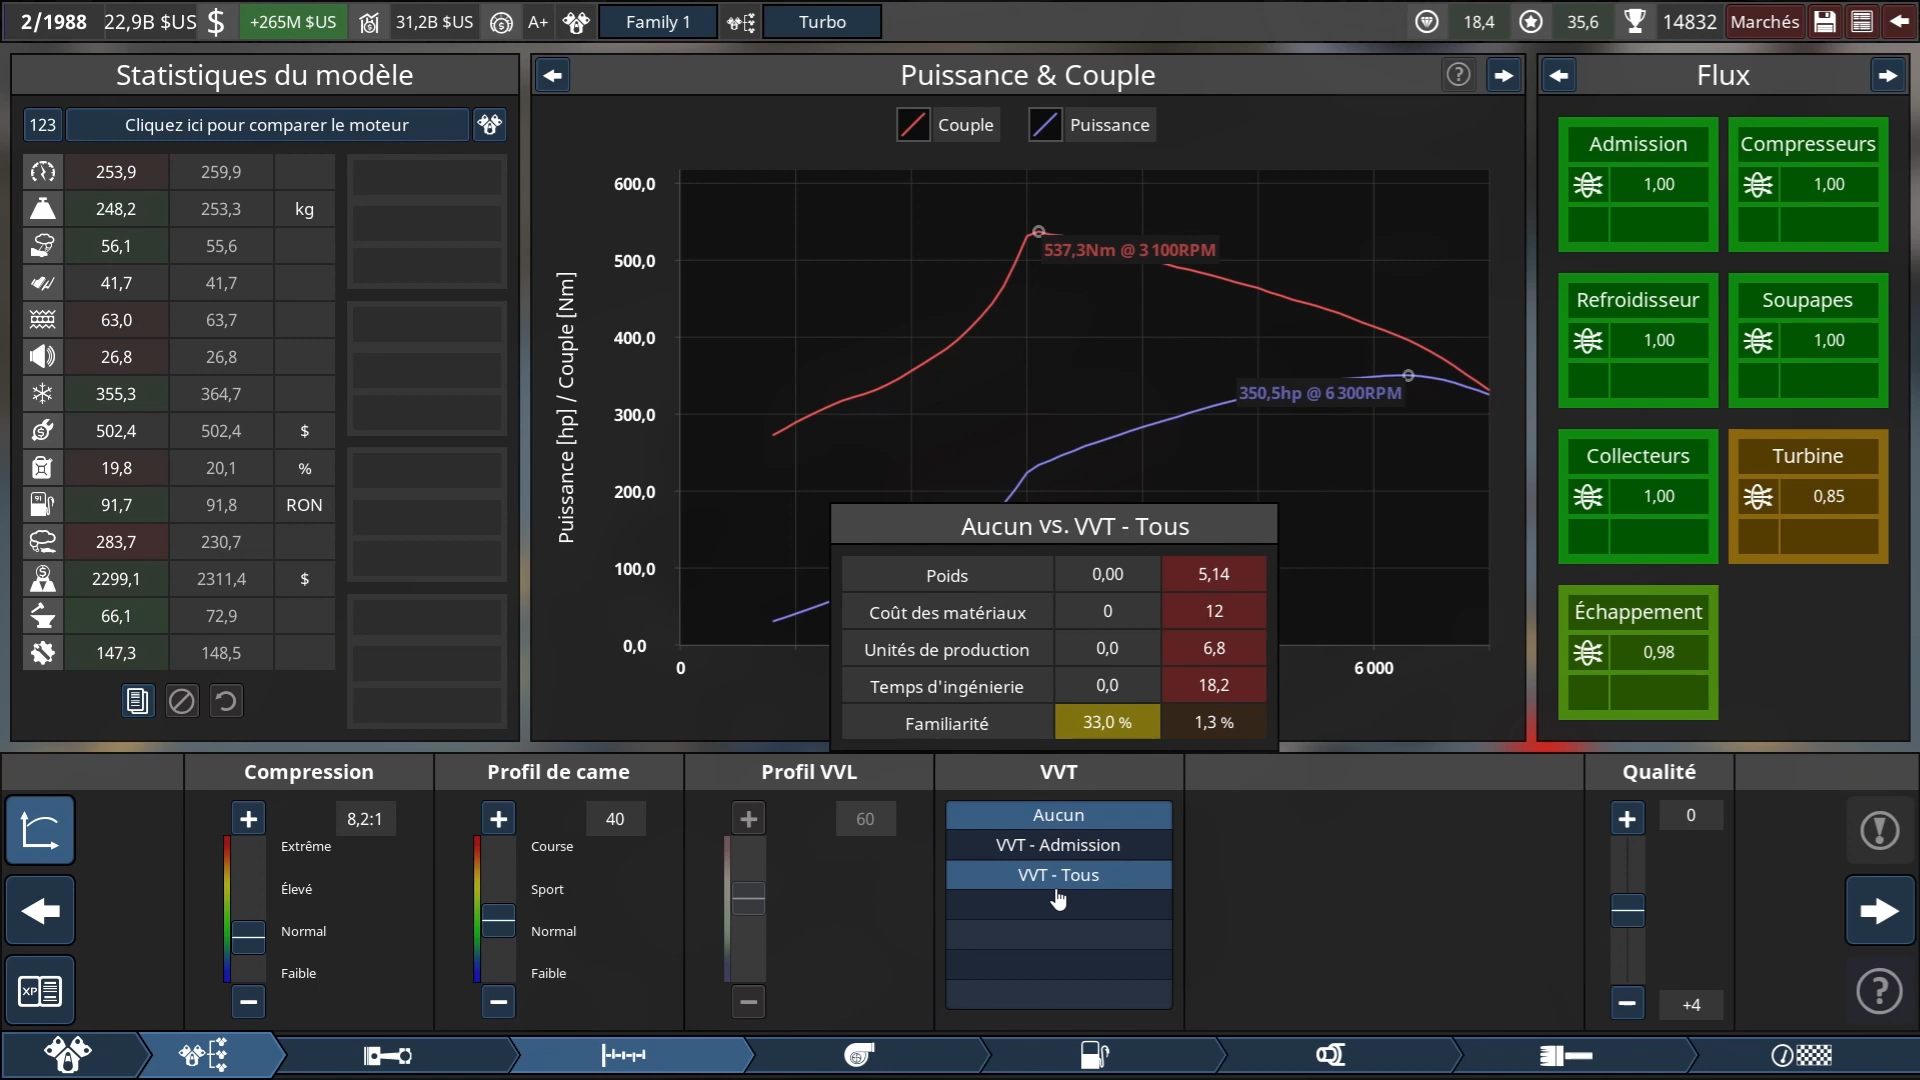 2/1988
22,9B $US
+265M $US
31,2B $US
A+
Family 1
Turbo
18,4
35,6
14832
Marchés
Statistiques du modèle
123
Cliquez ici pour comparer le moteur
253,9 259,9
248,2 253,3 kg
56,1 55,6
41,7 41,7
63,0 63,7
26,8 26,8
355,3 364,7
502,4 502,4 $
19,8 20,1 %
91,7 91,8 RON
283,7 230,7
2299,1 2311,4 $
66,1 72,9
147,3 148,5
Puissance & Couple
Couple
Puissance
Puissance [hp] / Couple [Nm]
600,0
500,0
400,0
300,0
200,0
100,0
0,0
0
6 000
537,3Nm @ 3 100RPM
350,5hp @ 6 300RPM
Aucun vs. VVT - Tous
Poids 0,00 5,14
Coût des matériaux 0 12
Unités de production 0,0 6,8
Temps d'ingénierie 0,0 18,2
Familiarité 33,0 % 1,3 %
Flux
Admission
1,00
Compresseurs
1,00
Refroidisseur
1,00
Soupapes
1,00
Collecteurs
1,00
Turbine
0,85
Échappement
0,98
XP
Compression
8,2:1
Extrême
Élevé
Normal
Faible
Profil de came
40
Course
Sport
Normal
Faible
Profil VVL
60
VVT
Aucun
VVT - Admission
VVT - Tous
Qualité
0
+4